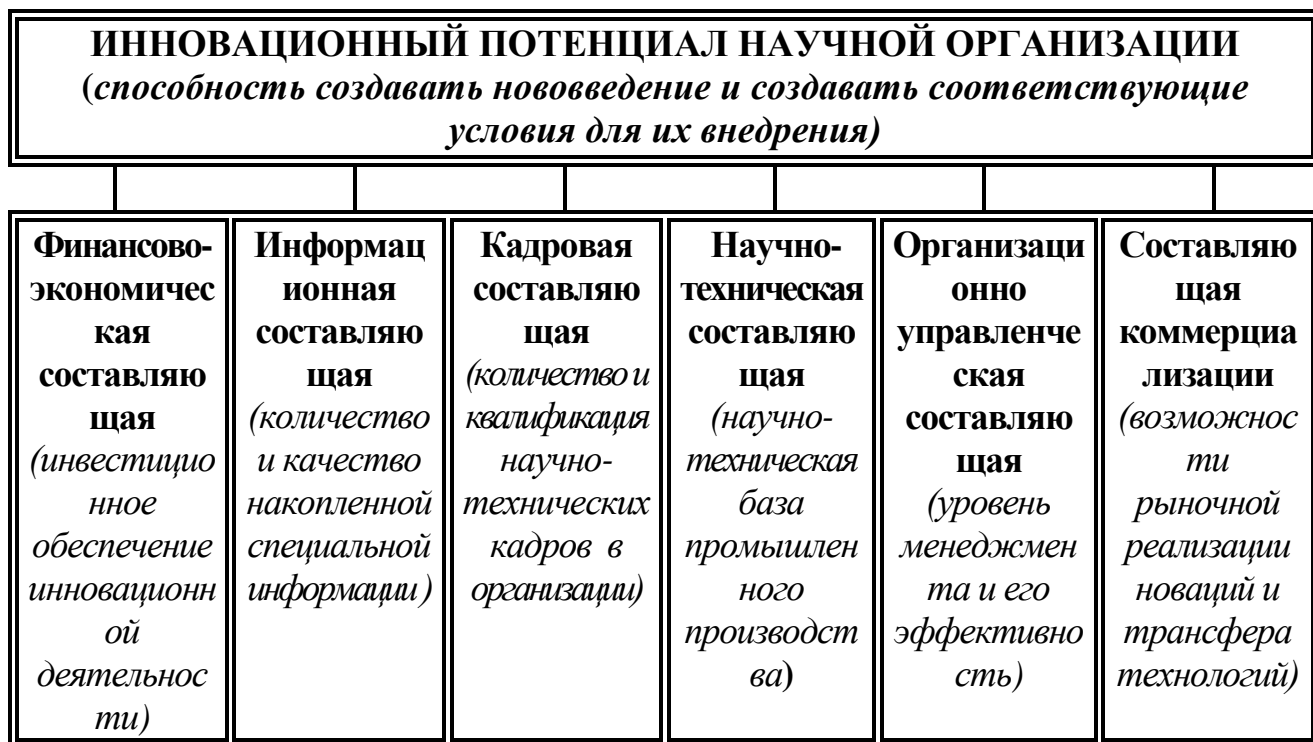 ИННОВАЦИОННЫЙ ПОТЕНЦИАЛ НАУЧНОЙ ОРГАНИЗАЦИИ
(способность создавать нововведение и создавать соответствующие
условия для их внедрения)
Финансово-
экономичес
кая
составляю
щая
(инвестицио
нное
обеспечение
инновационн
ой
деятельнос
ти)
Информац
ионная
составляю
щая
(количество
и качество
накопленной
специальной
информации)
Кадровая
составляю
щая
(количество и
квалификация
научно-
технических
кадров в
организации)
Научно-
техническая
составляю
щая
(научно-
техническая
база
промышлен
ного
производст
ва)
Организаци
онно
управленче
ская
составляю
щая
(уровень
менеджмен
та и его
эффективно
сть)
Составляю
щая
коммерциа
лизации
(возможнос
ти
рыночной
реализации
новаций и
трансфера
технологий)